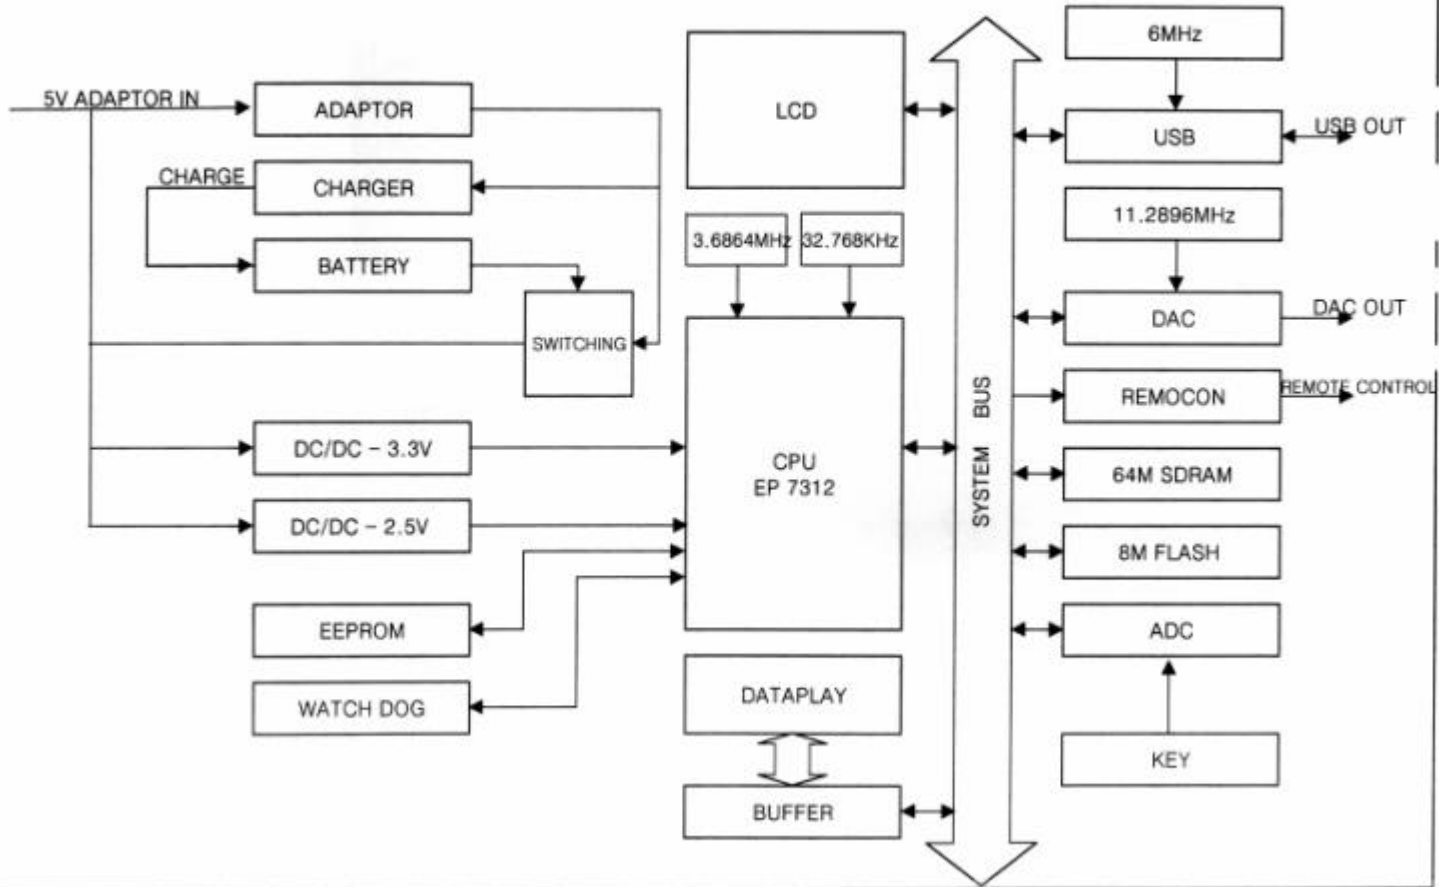 5V ADAPTOR IN
ADAPTOR
CHARGE
CHARGER
BATTERY
SWITCHING
DC/DC - 3.3V
DC/DC - 2.5V
EEPROM
WATCH DOG
LCD
3.6864MHz
32.768KHz
CPU
EP 7312
DATAPLAY
BUFFER
SYSTEM BUS
6MHz
USB
USB OUT
11.2896MHz
DAC
DAC OUT
REMOCON
REMOTE CONTROL
64M SDRAM
8M FLASH
ADC
KEY